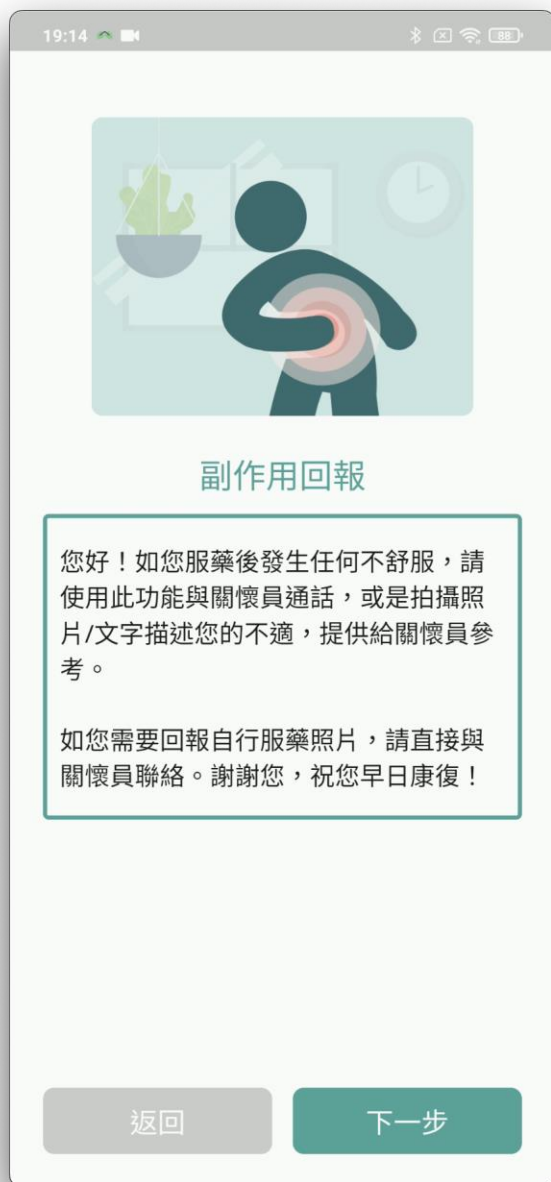 19:14
88
副作用回報
您好！如您服藥後發生任何不舒服，請
使用此功能與關懷員通話，或是拍攝照
片/文字描述您的不適，提供給關懷員參
考。
如您需要回報自行服藥照片，請直接與
關懷員聯絡。謝謝您，祝您早日康復！
返回
下一步